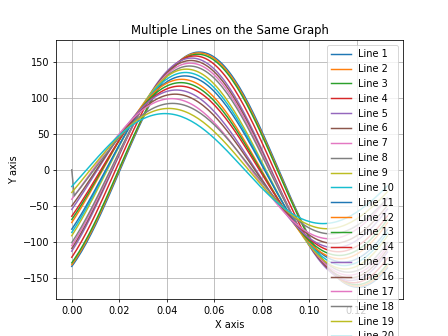 Multiple Lines on the Same Graph
Y axis
150
100
50
0
−50
−100
−150
0.00
0.02
0.04
0.06
0.08
0.10
X axis
Line 1
Line 2
Line 3
Line 4
Line 5
Line 6
Line 7
Line 8
Line 9
Line 10
Line 11
Line 12
Line 13
Line 14
Line 15
Line 16
Line 17
Line 18
Line 19
Line 20